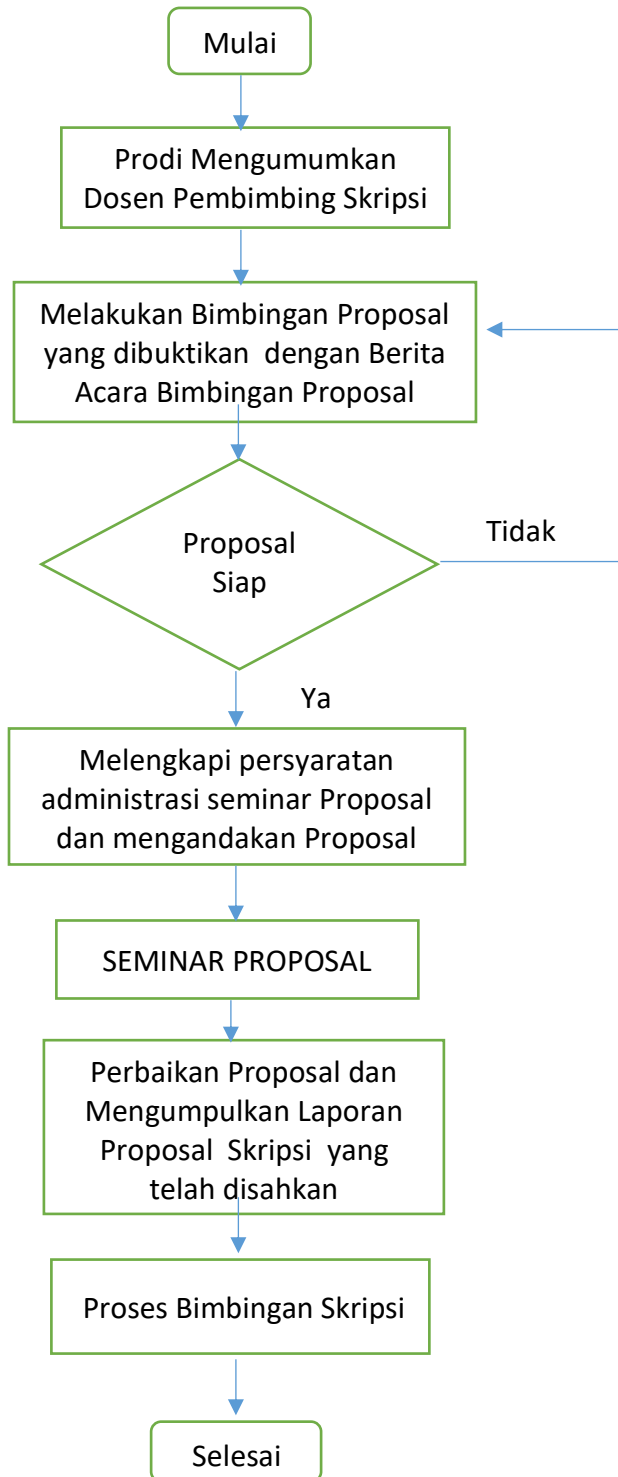 Mulai
Prodi Mengumumkan
Dosen Pembimbing Skripsi
Melakukan Bimbingan Proposal
yang dibuktikan  dengan Berita
Acara Bimbingan Proposal
Proposal
Siap
Tidak
Ya
Melengkapi persyaratan
administrasi seminar Proposal
dan mengandakan Proposal
SEMINAR PROPOSAL
Perbaikan Proposal dan
Mengumpulkan Laporan
Proposal  Skripsi  yang
telah disahkan
Proses Bimbingan Skripsi
Selesai